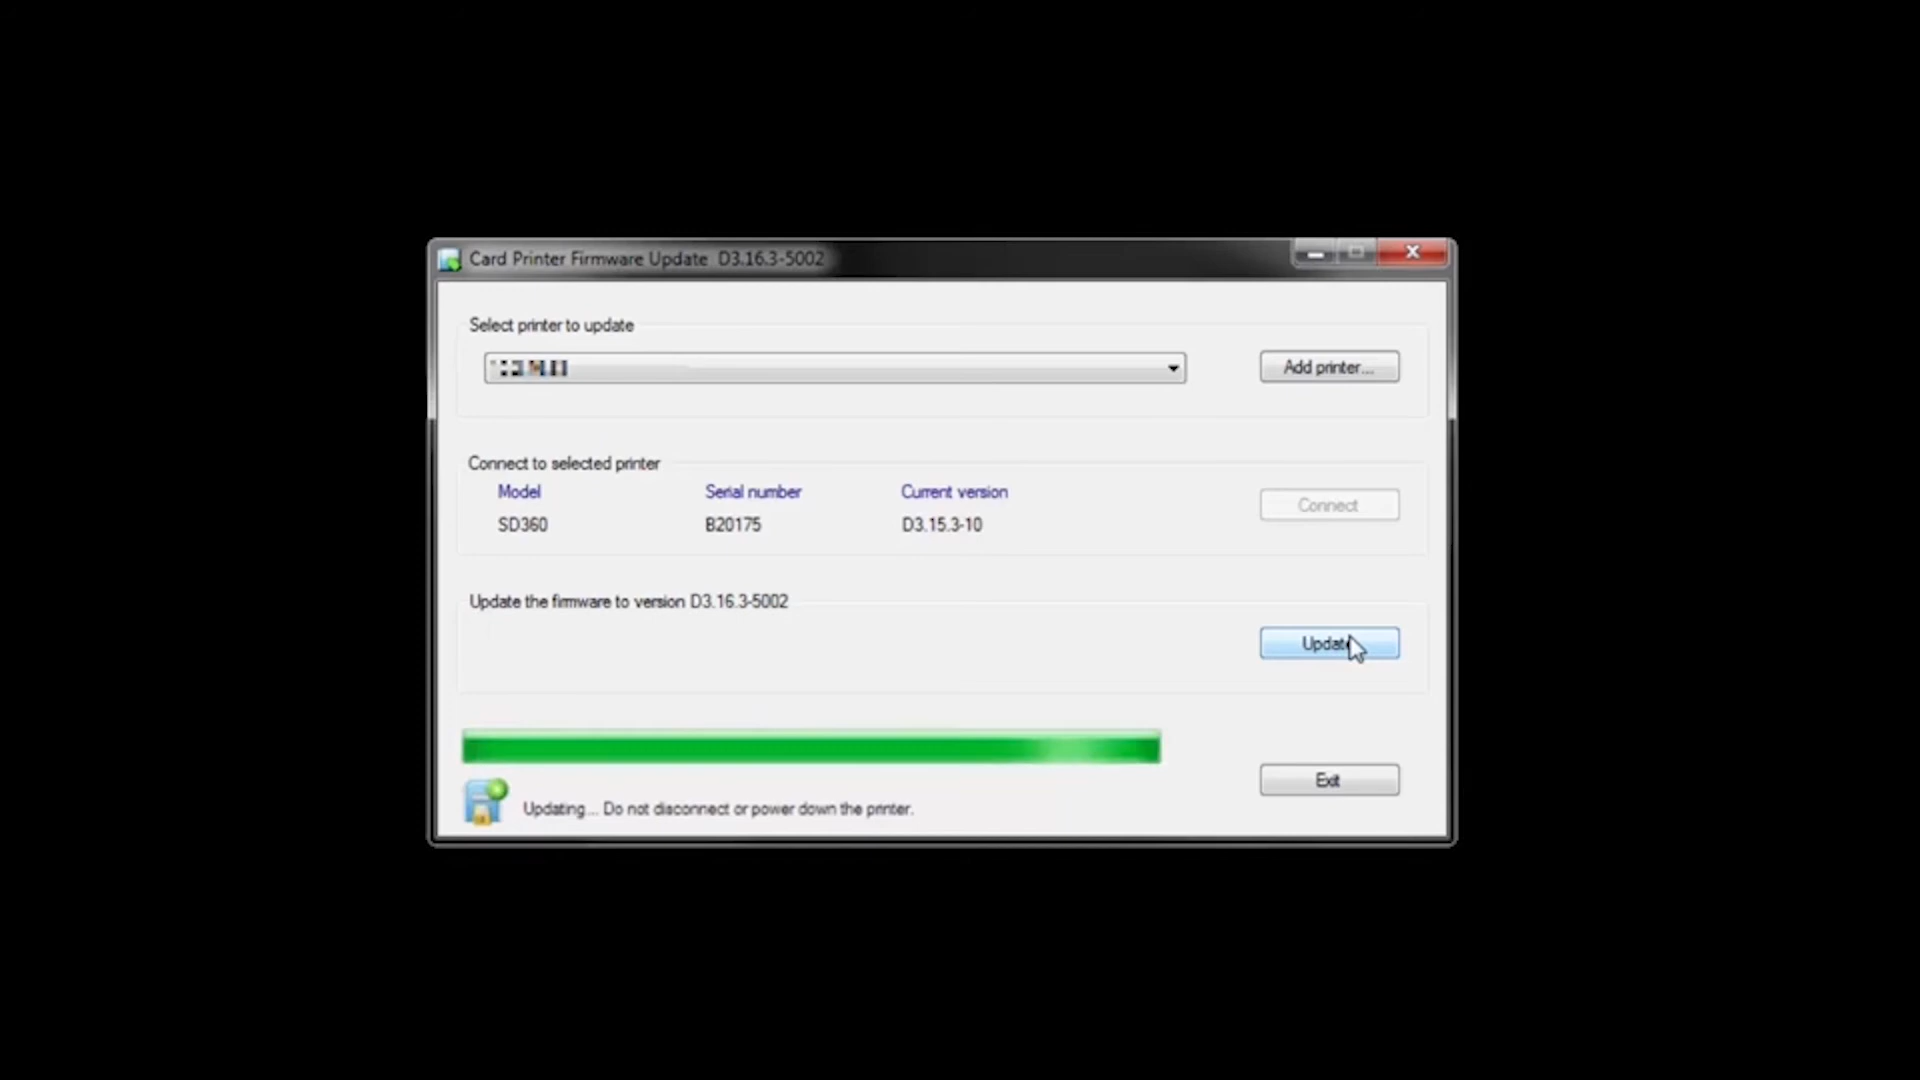 Card Printer Firmware Update D3.16.3-5002
Select printer to update
Add printer...
Connect to selected printer
Model Serial number Current version
SD360 B20175 D3.15.3-10
Connect
Update the firmware to version D3.16.3-5002
Update
Exit
Updating... Do not disconnect or power down the printer.